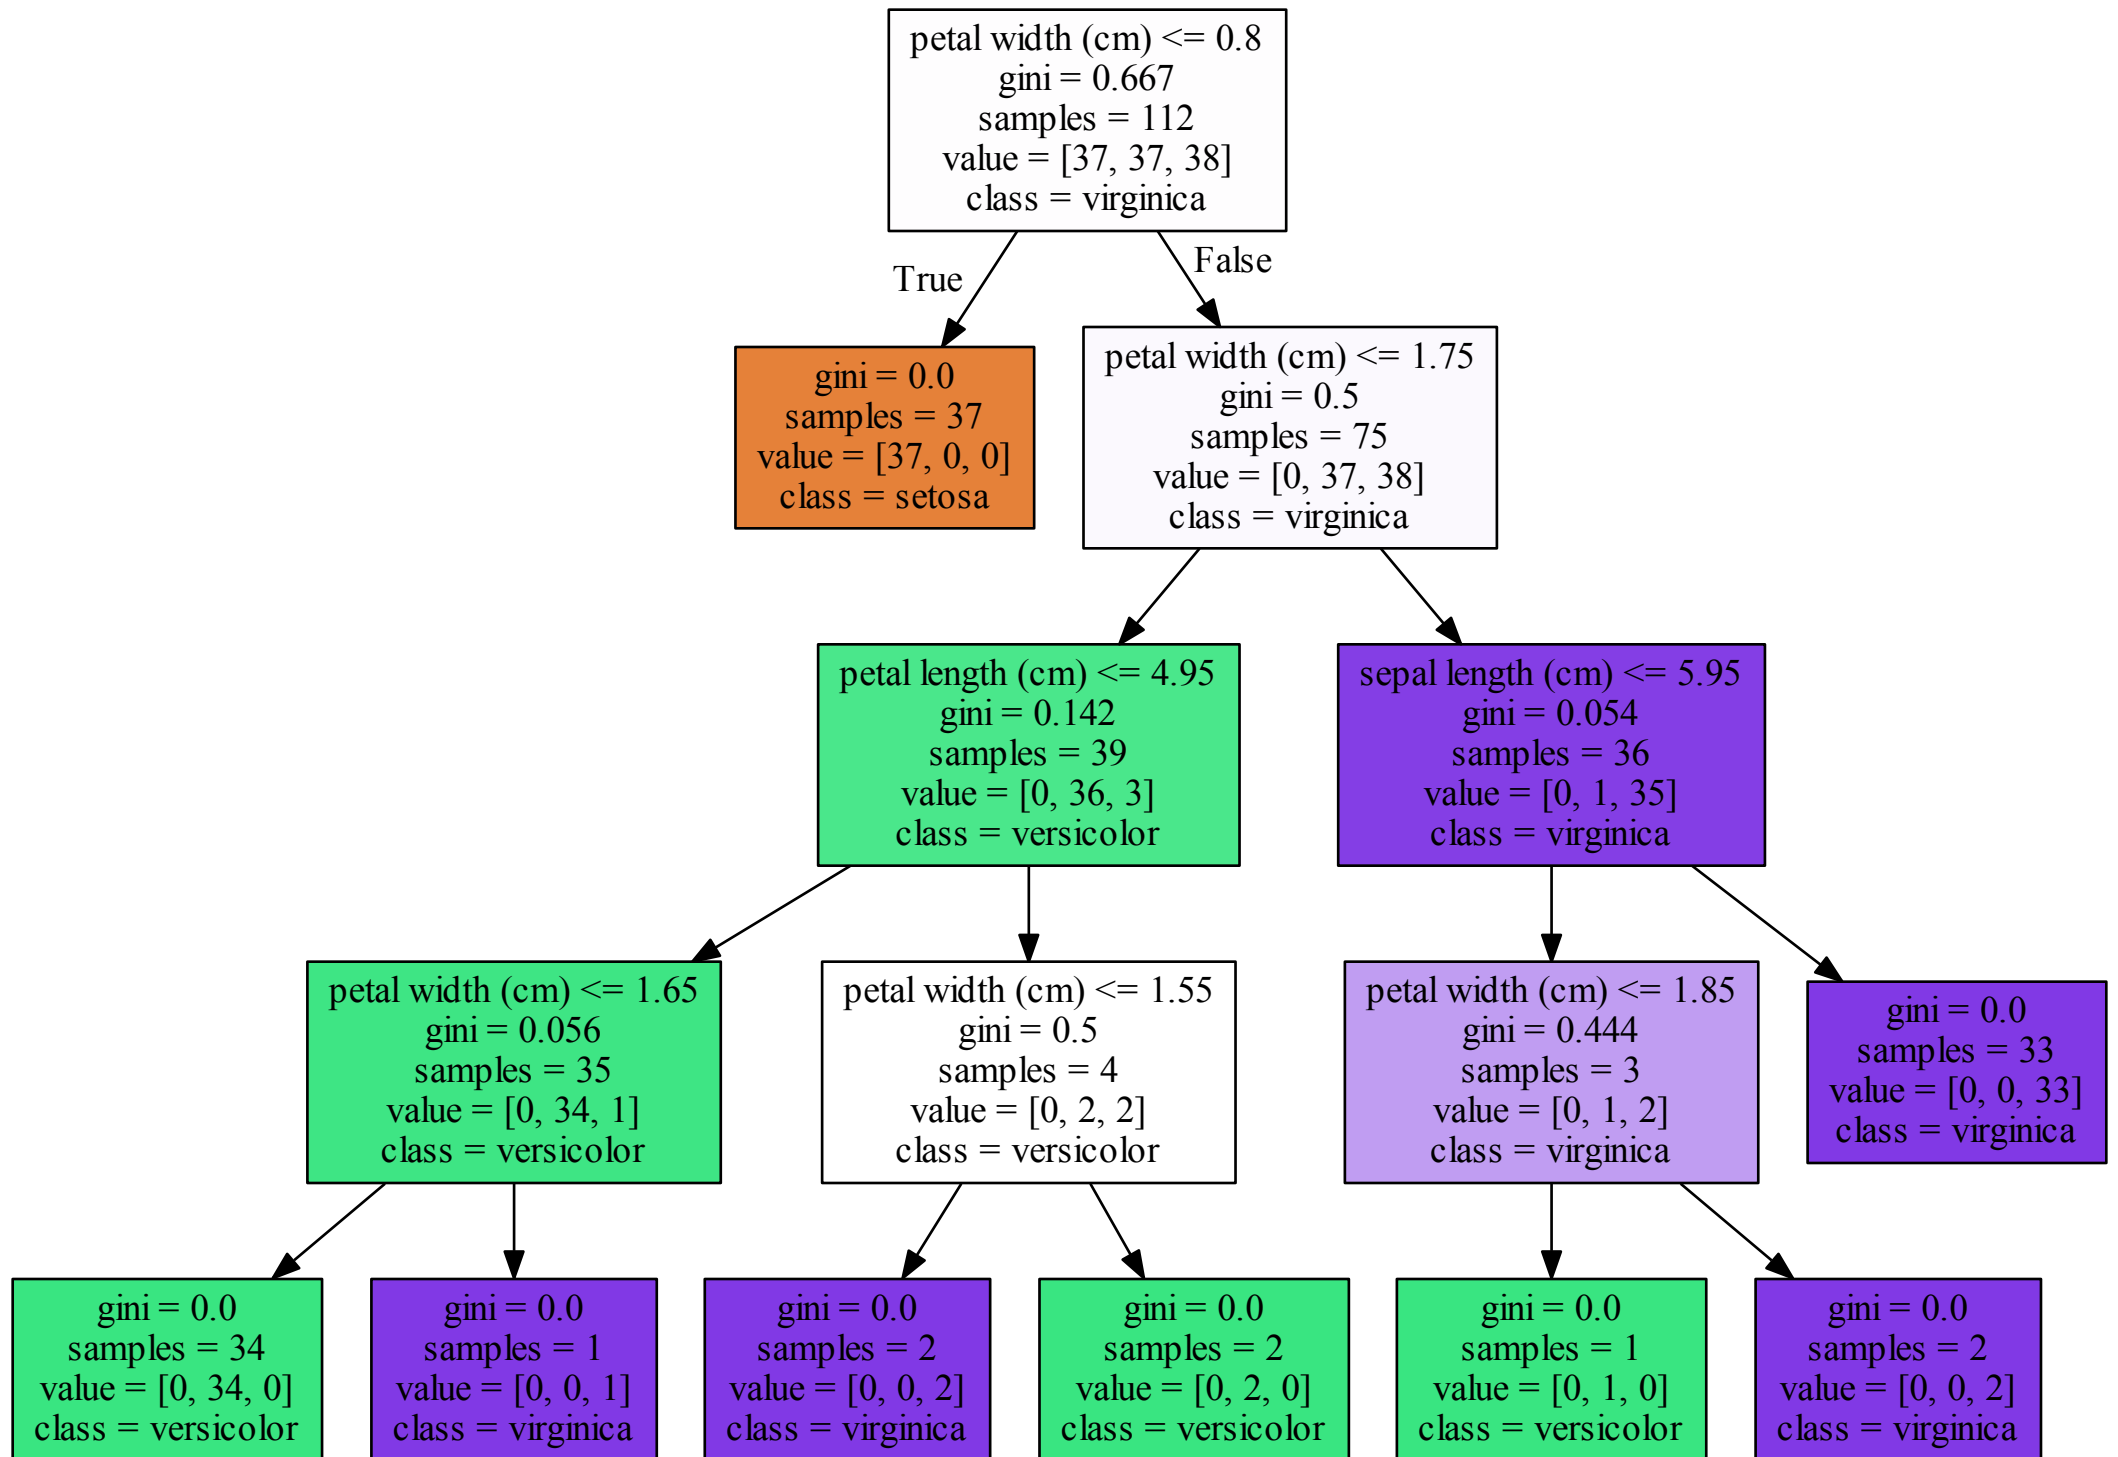 petal width (cm) <= 0.8
gini = 0.667
samples = 112
value = [37, 37, 38]
class = virginica
True
False
gini = 0.0
samples = 37
value = [37, 0, 0]
class = setosa
petal width (cm) <= 1.75
gini = 0.5
samples = 75
value = [0, 37, 38]
class = virginica
petal length (cm) <= 4.95
gini = 0.142
samples = 39
value = [0, 36, 3]
class = versicolor
sepal length (cm) <= 5.95
gini = 0.054
samples = 36
value = [0, 1, 35]
class = virginica
petal width (cm) <= 1.65
gini = 0.056
samples = 35
value = [0, 34, 1]
class = versicolor
petal width (cm) <= 1.55
gini = 0.5
samples = 4
value = [0, 2, 2]
class = versicolor
petal width (cm) <= 1.85
gini = 0.444
samples = 3
value = [0, 1, 2]
class = virginica
gini = 0.0
samples = 33
value = [0, 0, 33]
class = virginica
gini = 0.0
samples = 34
value = [0, 34, 0]
class = versicolor
gini = 0.0
samples = 1
value = [0, 0, 1]
class = virginica
gini = 0.0
samples = 2
value = [0, 0, 2]
class = virginica
gini = 0.0
samples = 2
value = [0, 2, 0]
class = versicolor
gini = 0.0
samples = 1
value = [0, 1, 0]
class = versicolor
gini = 0.0
samples = 2
value = [0, 0, 2]
class = virginica